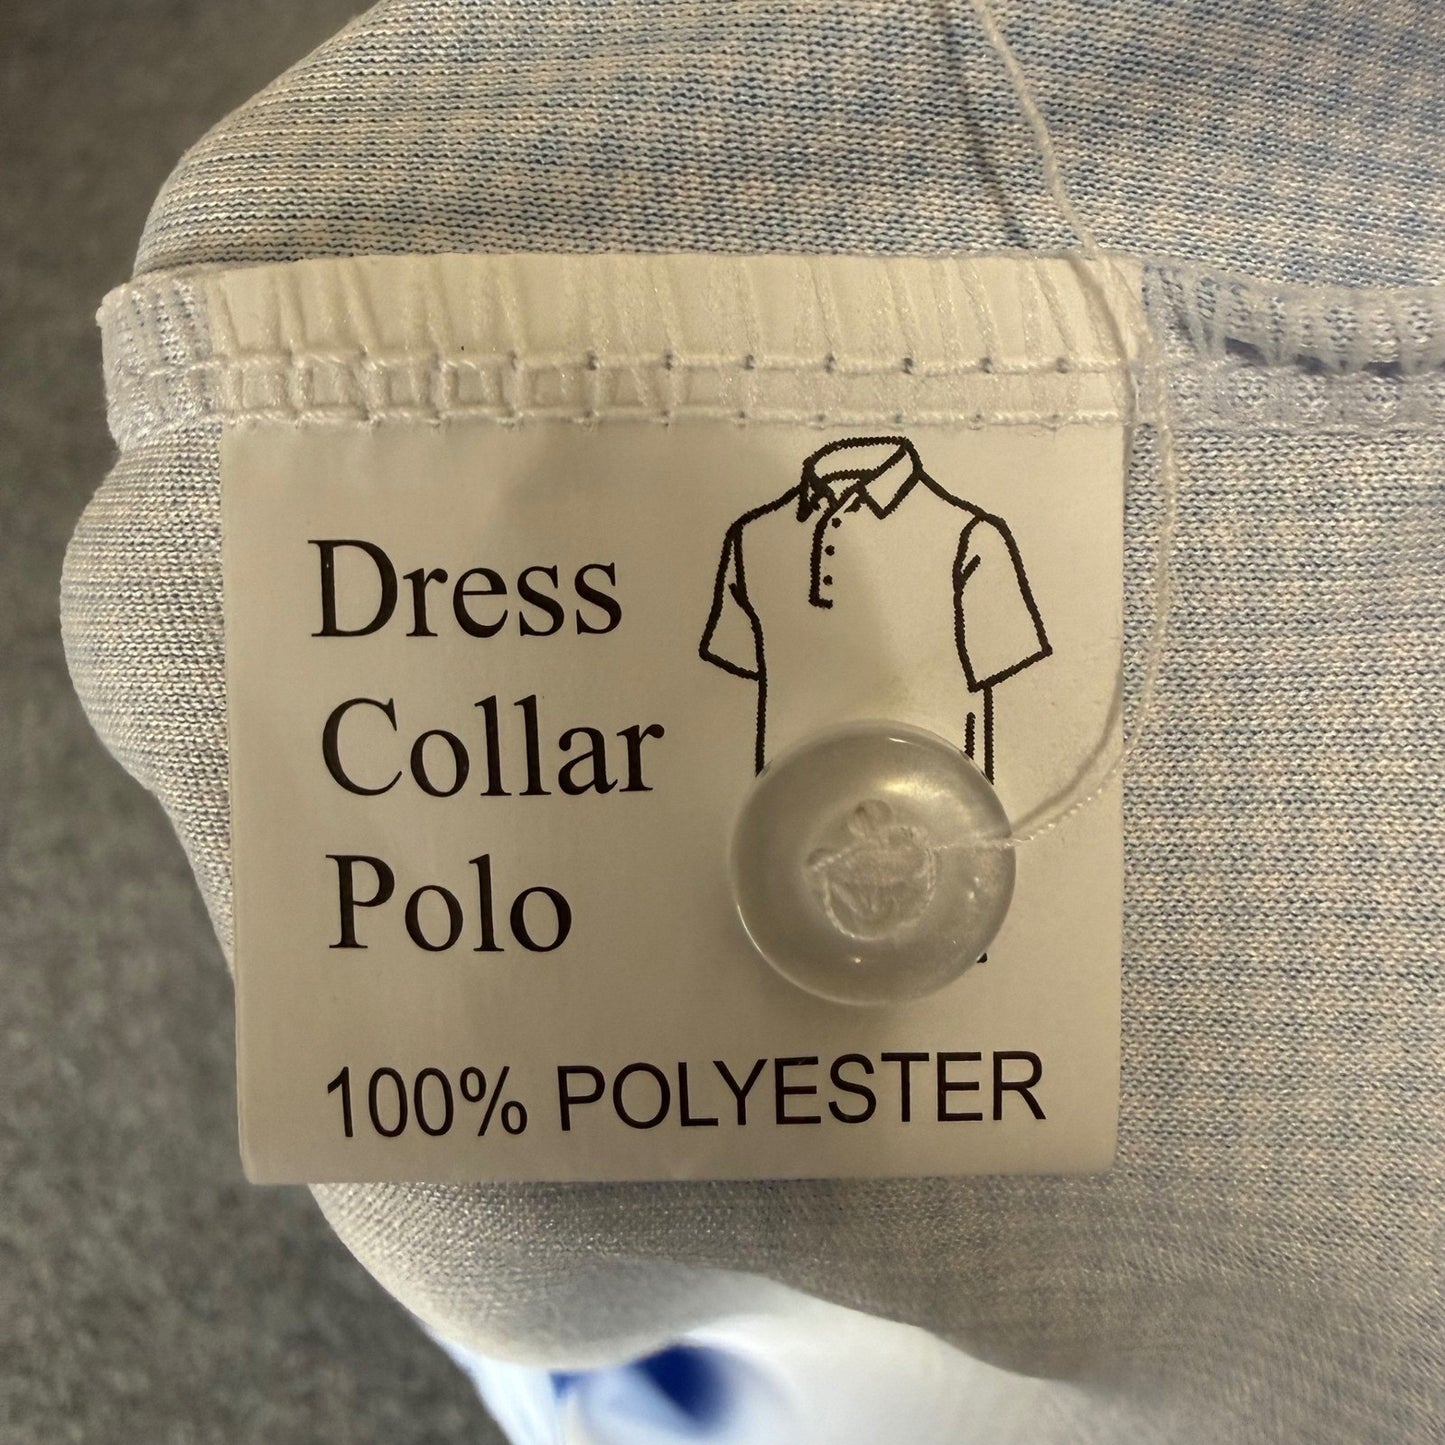 Dress
Collar
Polo
100% POLYESTER